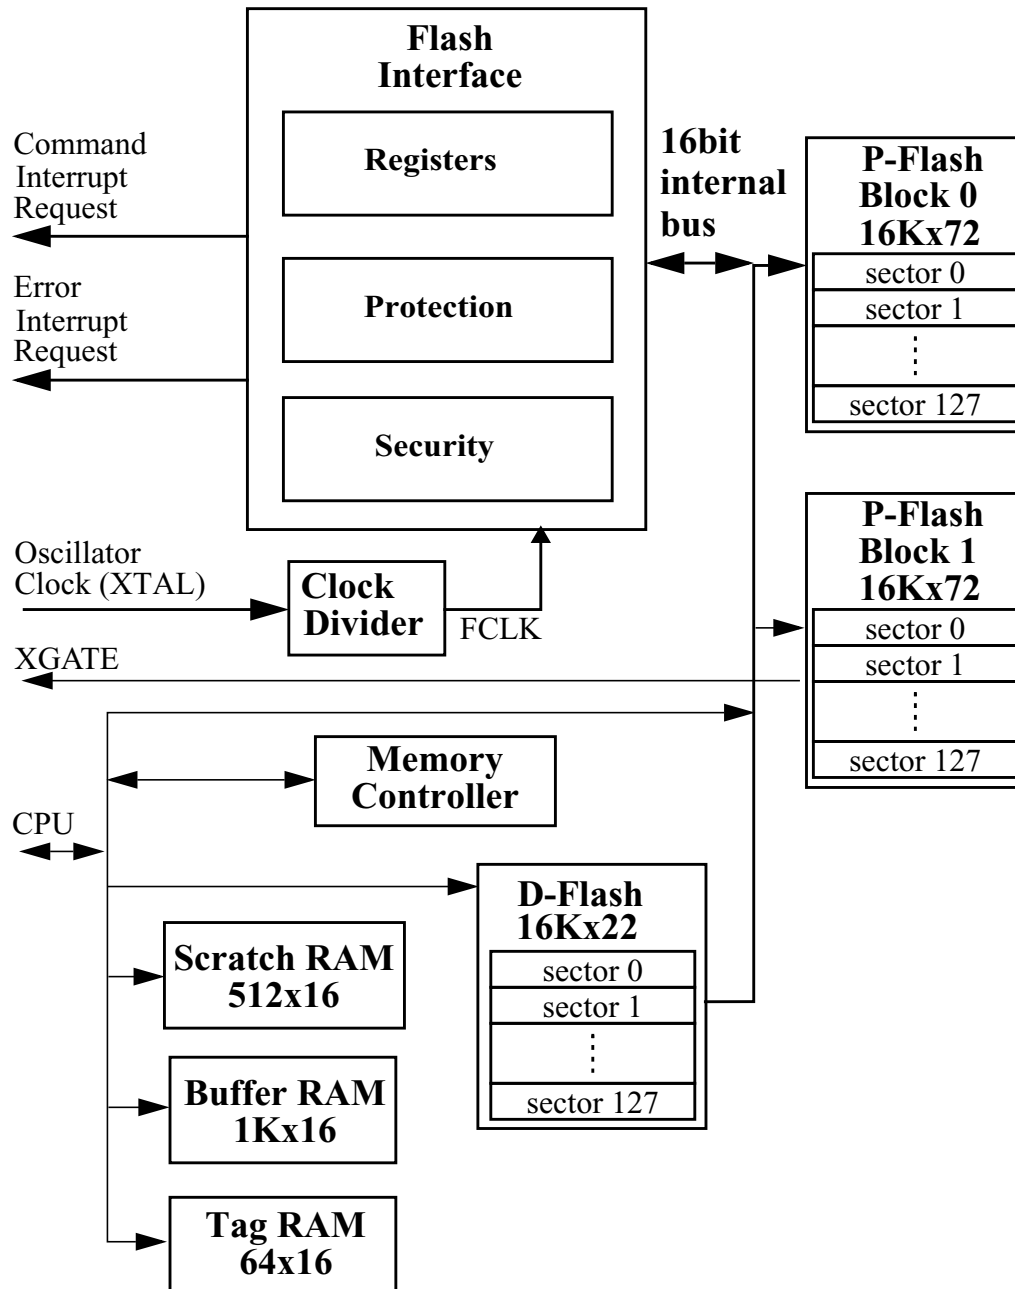 Flash
Interface
Registers
Protection
Security
Command
Interrupt
Request
Error
Interrupt
Request
16bit
internal
bus
P-Flash
Block 0
16Kx72
sector 0
sector 1
sector 127
P-Flash
Block 1
16Kx72
sector 0
sector 1
sector 127
Oscillator
Clock (XTAL)
Clock
Divider
FCLK
XGATE
Memory
Controller
CPU
D-Flash
16Kx22
sector 0
sector 1
sector 127
Scratch RAM
512x16
Buffer RAM
1Kx16
Tag RAM
64x16